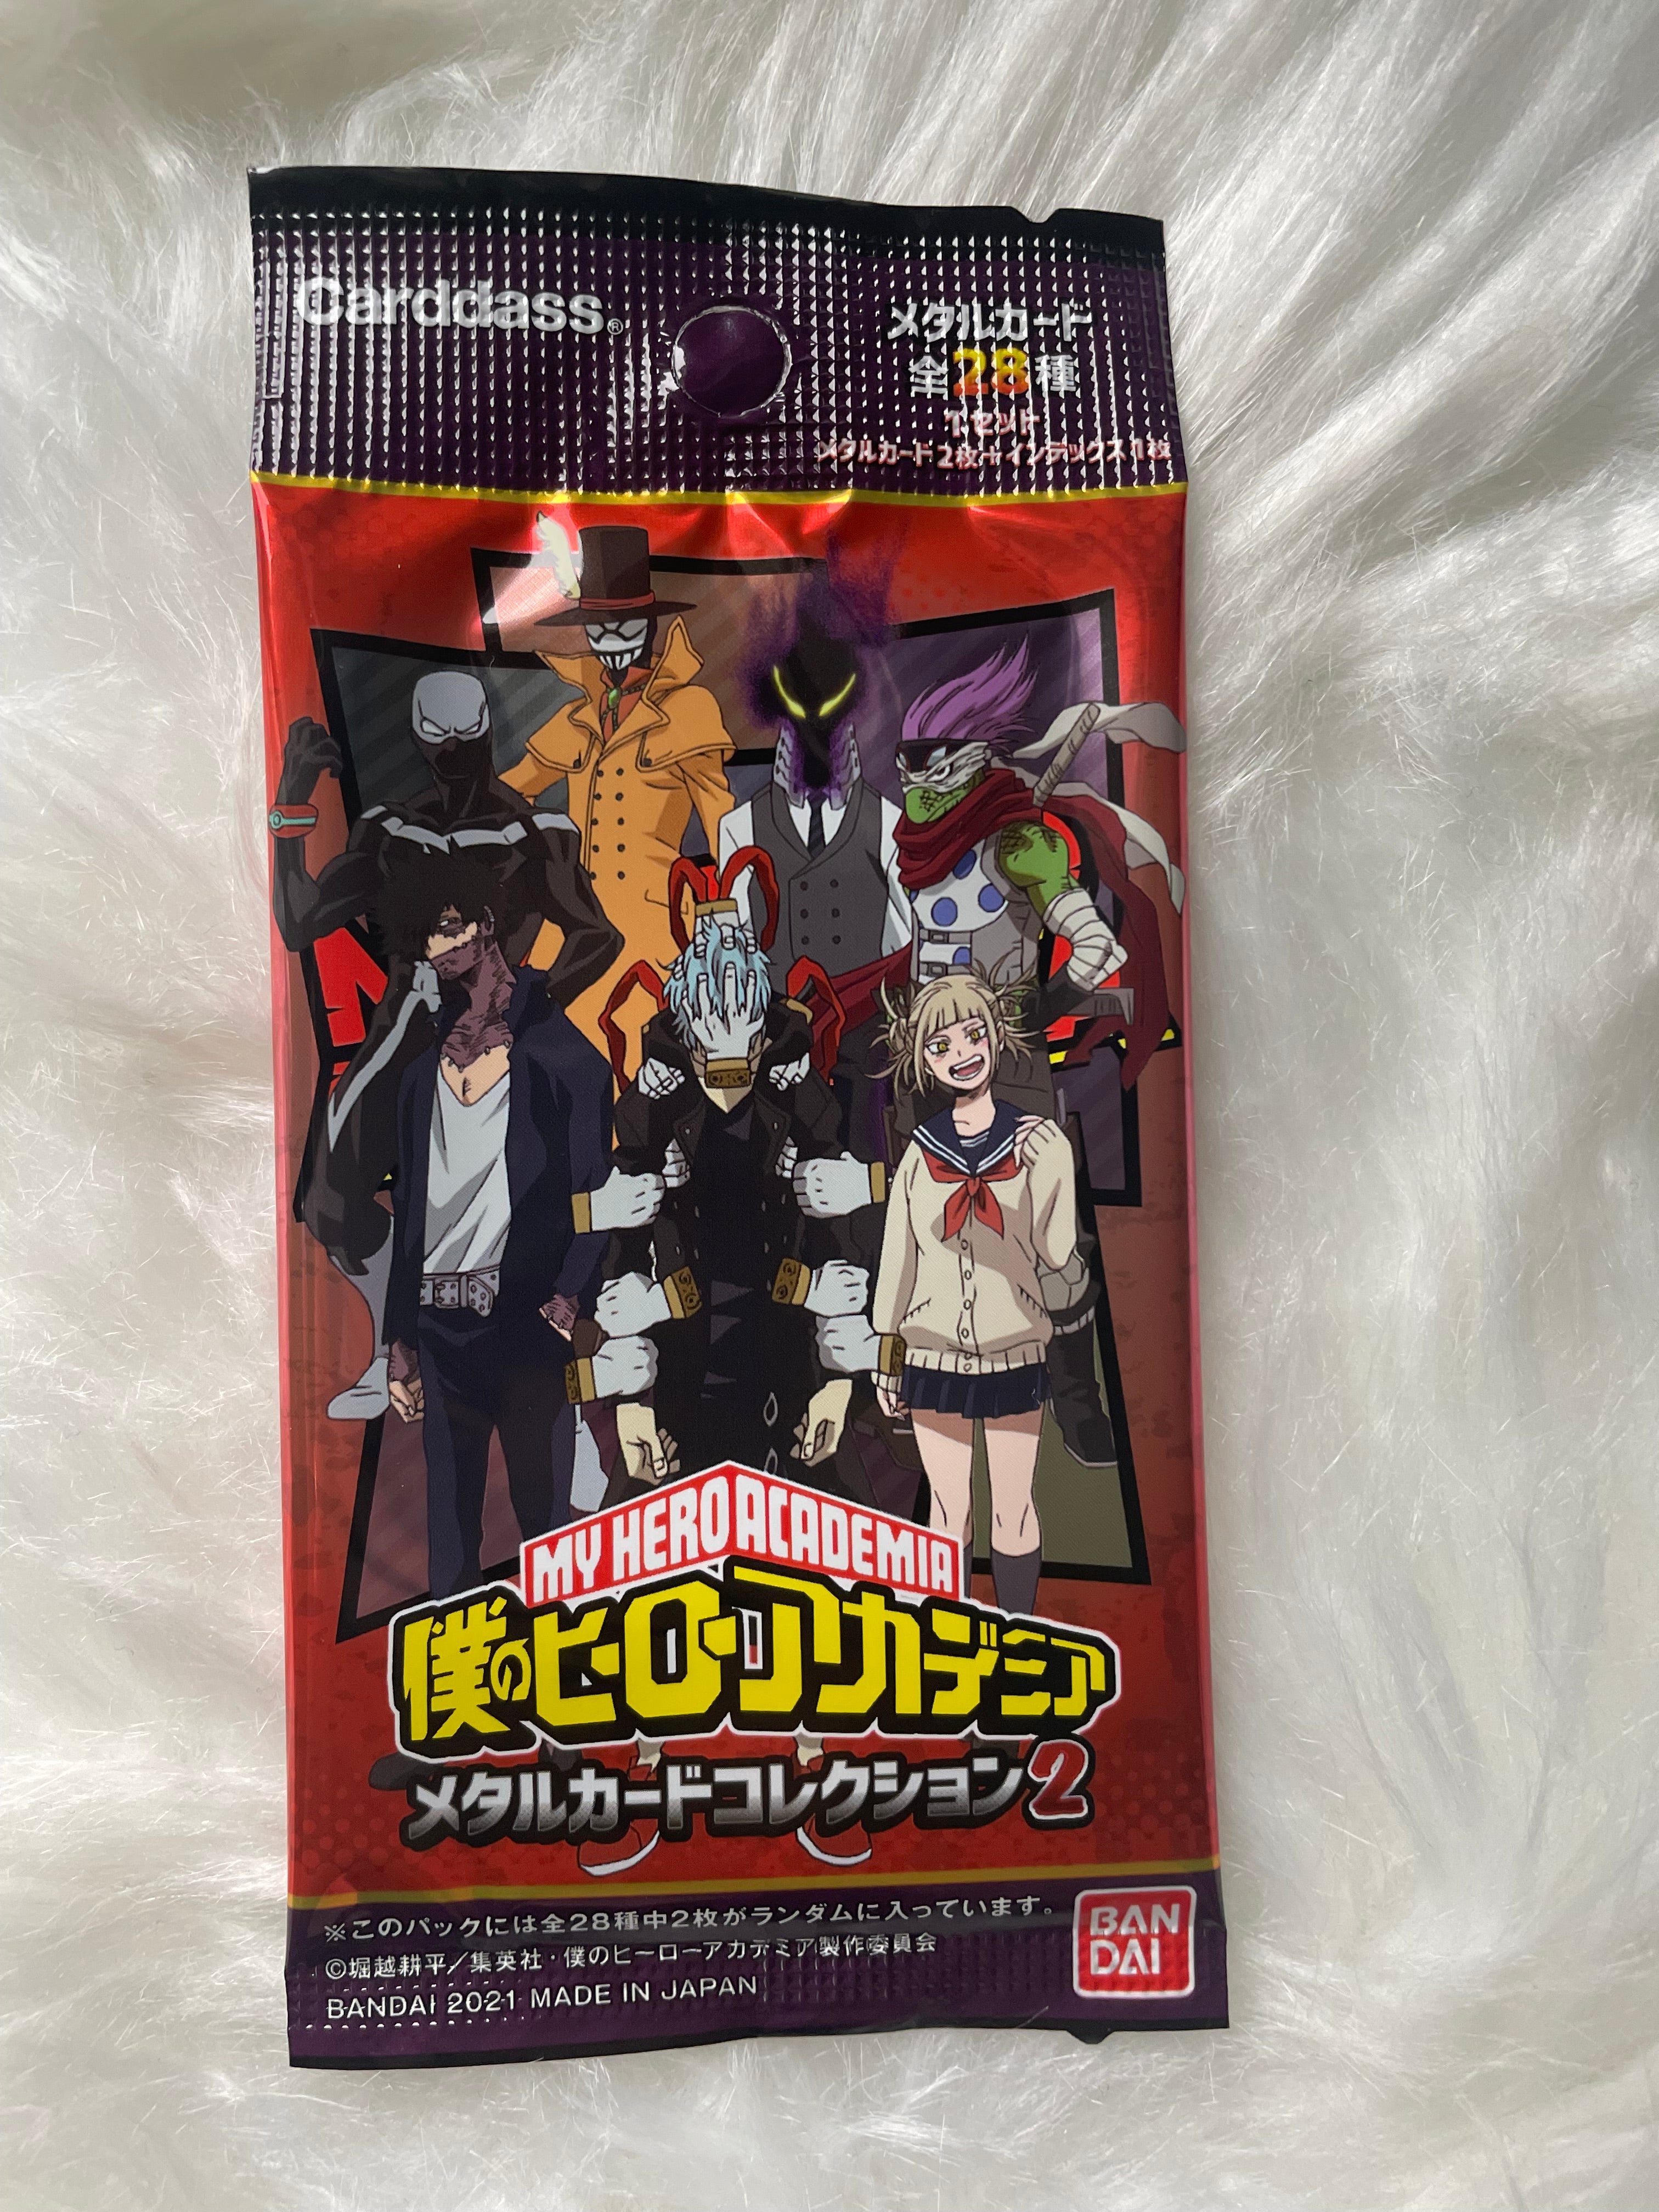 Carddass®
メタルカード
全28種
1セット
メタルカード2枚+インデックス1枚
MY HERO ACADEMIA
僕のヒーローアカデミア
メタルカードコレクション2
※このパックには全28種中2枚がランダムに入っています。
©堀越耕平/集英社・僕のヒーローアカデミア製作委員会
BANDAI 2021 MADE IN JAPAN
BAN
DAI